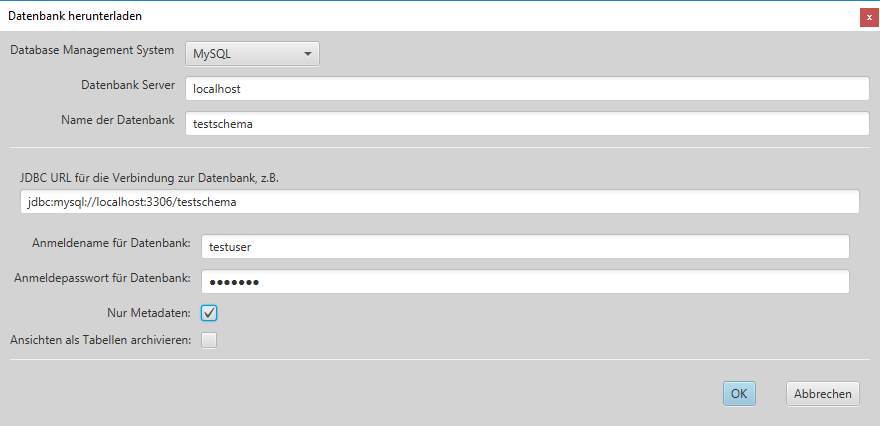 Datenbank herunterladen
x
Database Management System MySQL
Datenbank Server localhost
Name der Datenbank testschema
JDBC URL für die Verbindung zur Datenbank, z.B.
jdbc:mysql://localhost:3306/testschema
Anmeldename für Datenbank: testuser
Anmeldepasswort für Datenbank: ●●●●●●●
Nur Metadaten:
Ansichten als Tabellen archivieren:
OK Abbrechen